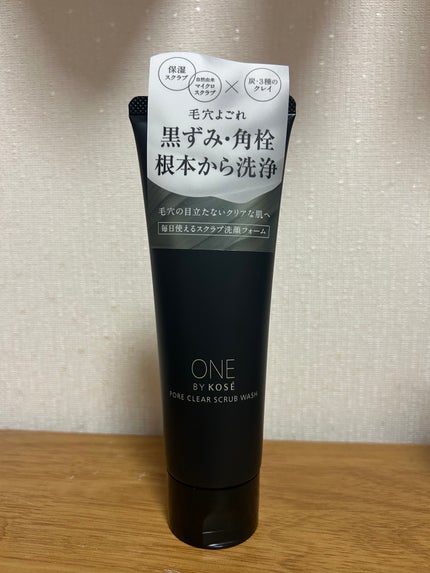 保湿
スクラブ
自然由来
マイクロ
スクラブ
×
炭・3種の
クレイ
毛穴よごれ
黒ずみ・角栓
根本から洗浄
毛穴の目立たないクリアな肌へ
毎日使えるスクラブ洗顔フォーム
ONE
BY KOSÉ
PORE CLEAR SCRUB WASH